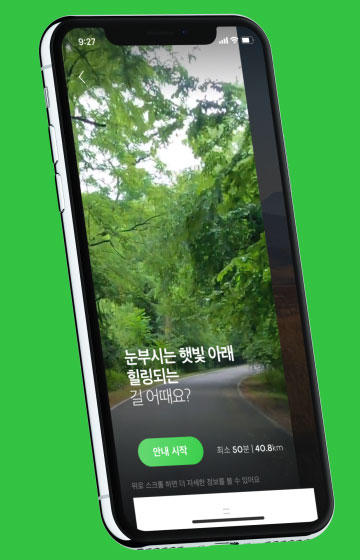 9:27
눈부시는 햇빛 아래
힐링되는
길 어때요?
안내 시작
최소 50분 | 40.8km
위로 스크롤 하면 더 자세한 정보를 볼 수 있어요